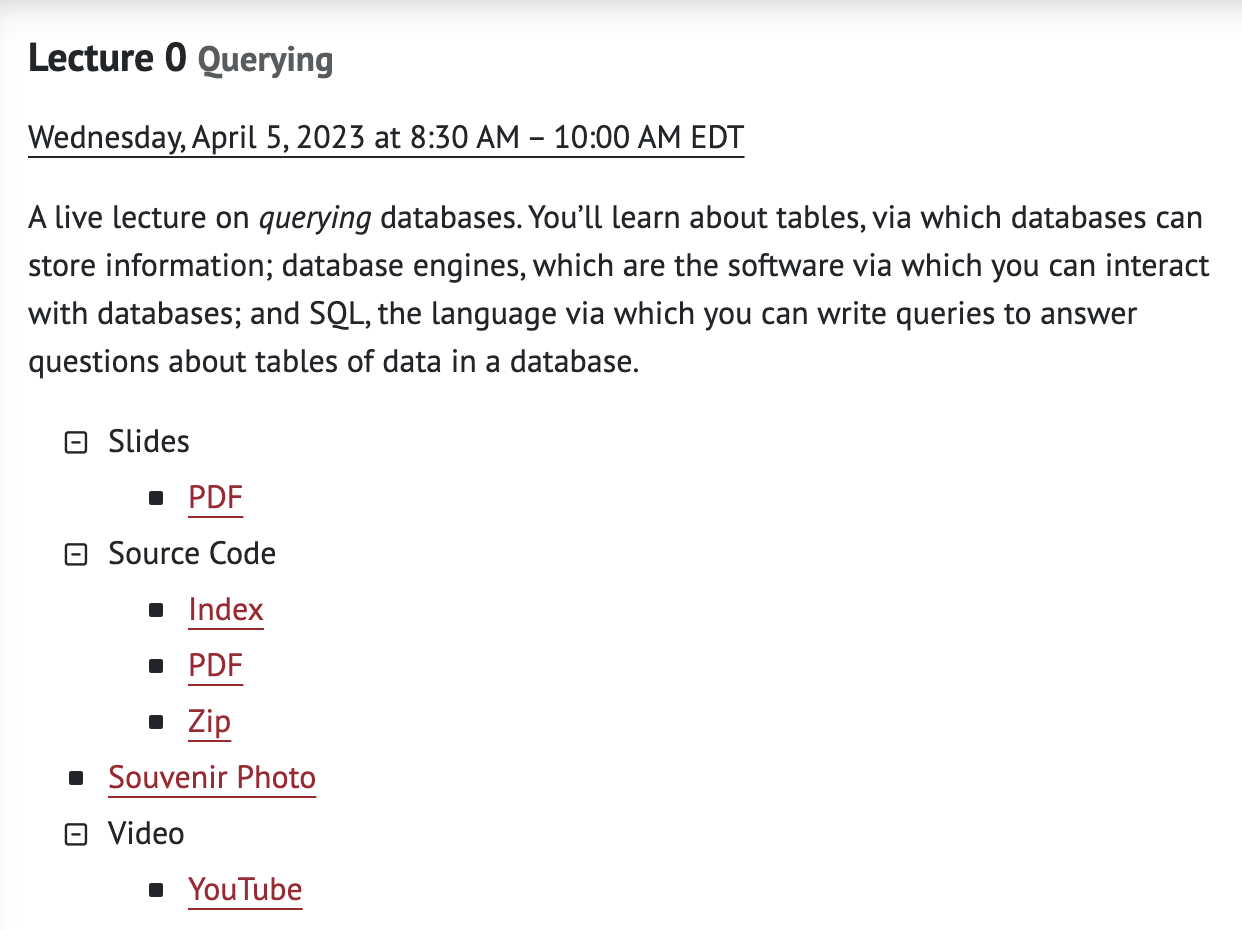 Lecture 0 Querying
Wednesday, April 5, 2023 at 8:30 AM – 10:00 AM EDT
A live lecture on querying databases. You’ll learn about tables, via which databases can
store information; database engines, which are the software via which you can interact
with databases; and SQL, the language via which you can write queries to answer
questions about tables of data in a database.
Slides
PDF
Source Code
Index
PDF
Zip
Souvenir Photo
Video
YouTube